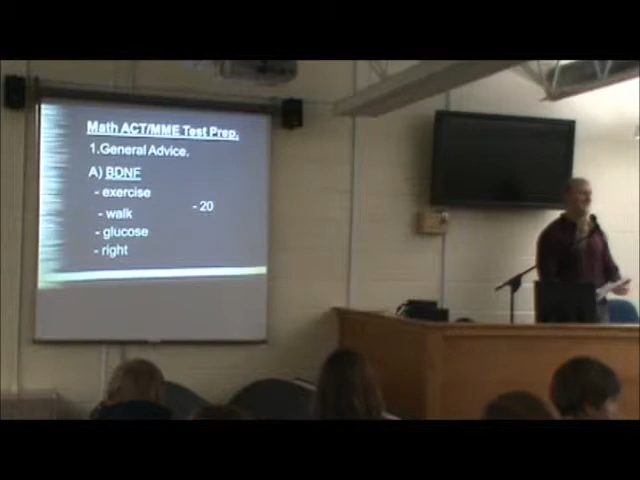 Math ACT/MME Test Prep.
1.General Advice.
A) BDNF
- exercise
- 20
- walk
- glucose
- right